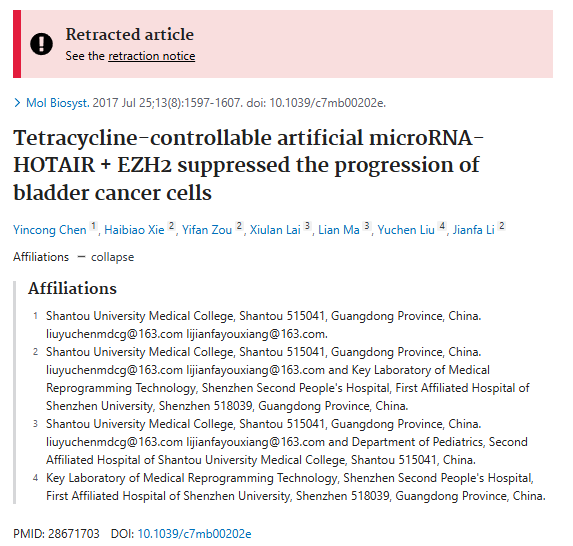 Retracted article
See the retraction notice
> Mol Biosyst. 2017 Jul 25;13(8):1597-1607. doi: 10.1039/c7mb00202e.
Tetracycline-controllable artificial microRNA-
HOTAIR + EZH2 suppressed the progression of
bladder cancer cells
Yincong Chen 1, Haibiao Xie 2, Yifan Zou 2, Xiulan Lai 3, Lian Ma 3, Yuchen Liu 4, Jianfa Li 2
Affiliations — collapse
Affiliations
1 Shantou University Medical College, Shantou 515041, Guangdong Province, China.
liuyuchenmdcg@163.com lijianfayouxiang@163.com.
2 Shantou University Medical College, Shantou 515041, Guangdong Province, China.
liuyuchenmdcg@163.com lijianfayouxiang@163.com and Key Laboratory of Medical
Reprogramming Technology, Shenzhen Second People's Hospital, First Affiliated Hospital of
Shenzhen University, Shenzhen 518039, Guangdong Province, China.
3 Shantou University Medical College, Shantou 515041, Guangdong Province, China.
liuyuchenmdcg@163.com lijianfayouxiang@163.com and Department of Pediatrics, Second
Affiliated Hospital of Shantou University Medical College, Shantou 515041, China.
4 Key Laboratory of Medical Reprogramming Technology, Shenzhen Second People's Hospital,
First Affiliated Hospital of Shenzhen University, Shenzhen 518039, Guangdong Province, China.
PMID: 28671703 DOI: 10.1039/c7mb00202e